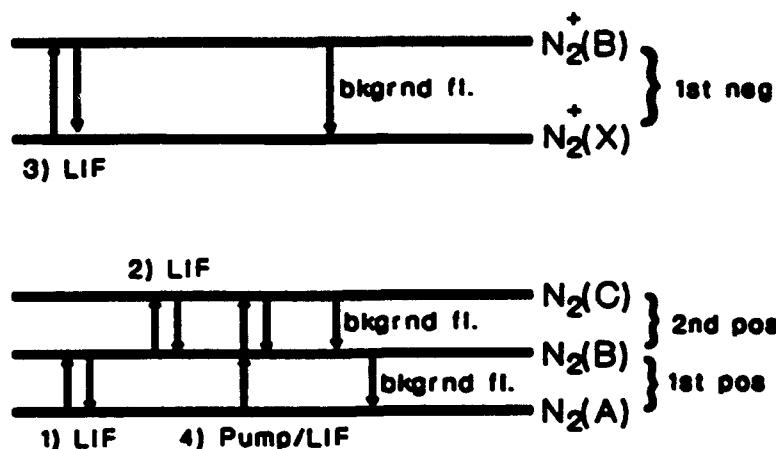 N₂⁺(B)
bkgrnd fl. } 1st neg
N₂⁺(X)
3) LIF
2) LIF
N₂(C)
bkgrnd fl. } 2nd pos
N₂(B)
bkgrnd fl. } 1st pos
N₂(A)
1) LIF 4) Pump/LIF